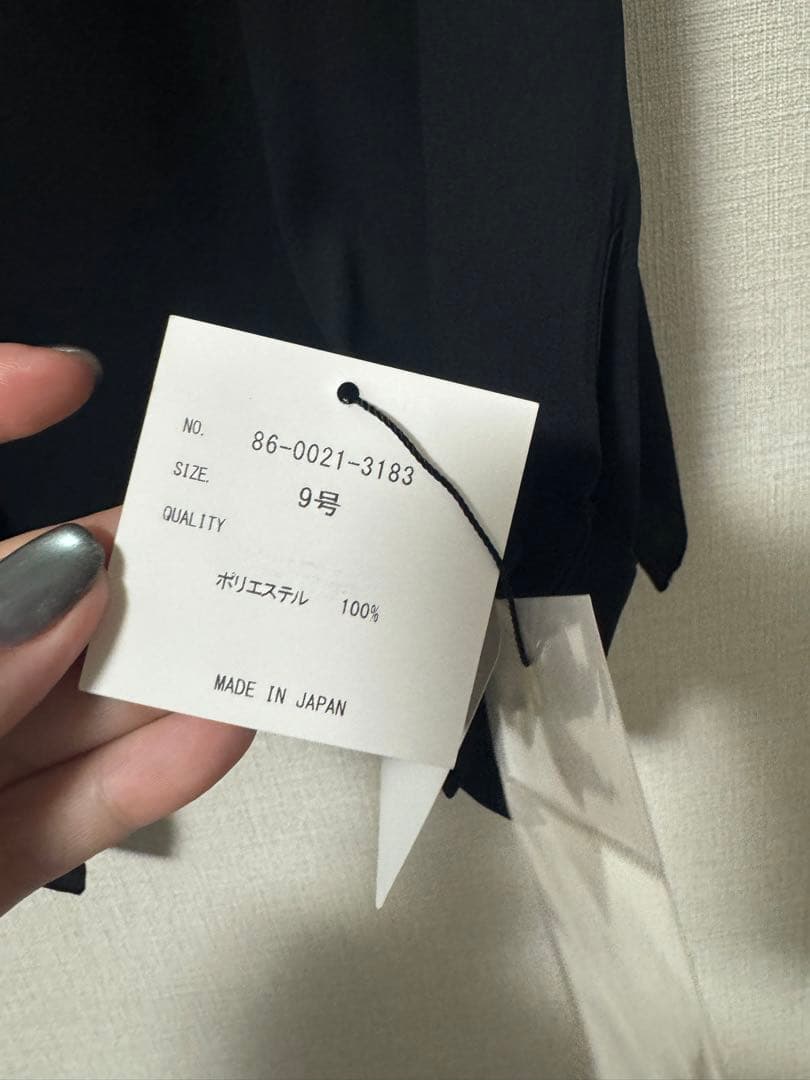 NO. 86-0021-3183
SIZE. 9号
QUALITY
ポリエステル 100%
MADE IN JAPAN